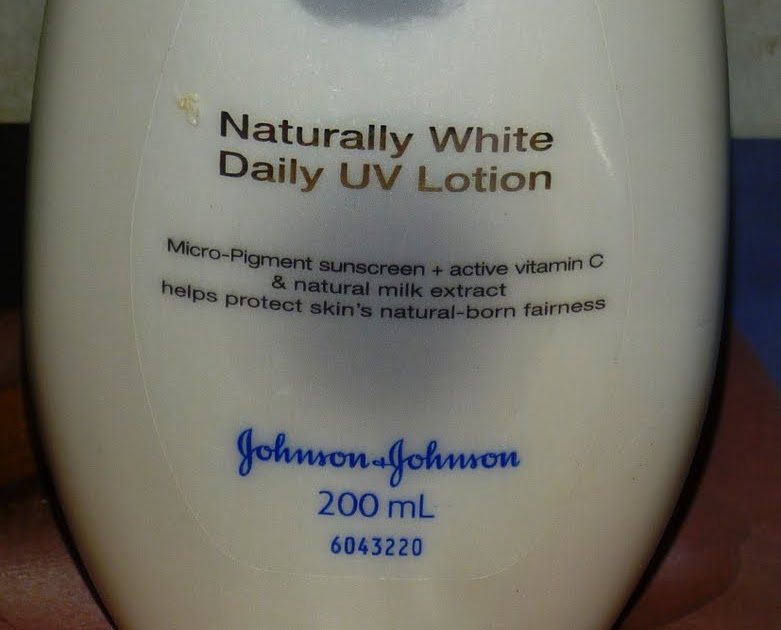 Naturally White
Daily UV Lotion
Micro-Pigment sunscreen + active vitamin C
& natural milk extract
helps protect skin's natural-born fairness
Johnson & Johnson
200 mL
6043220